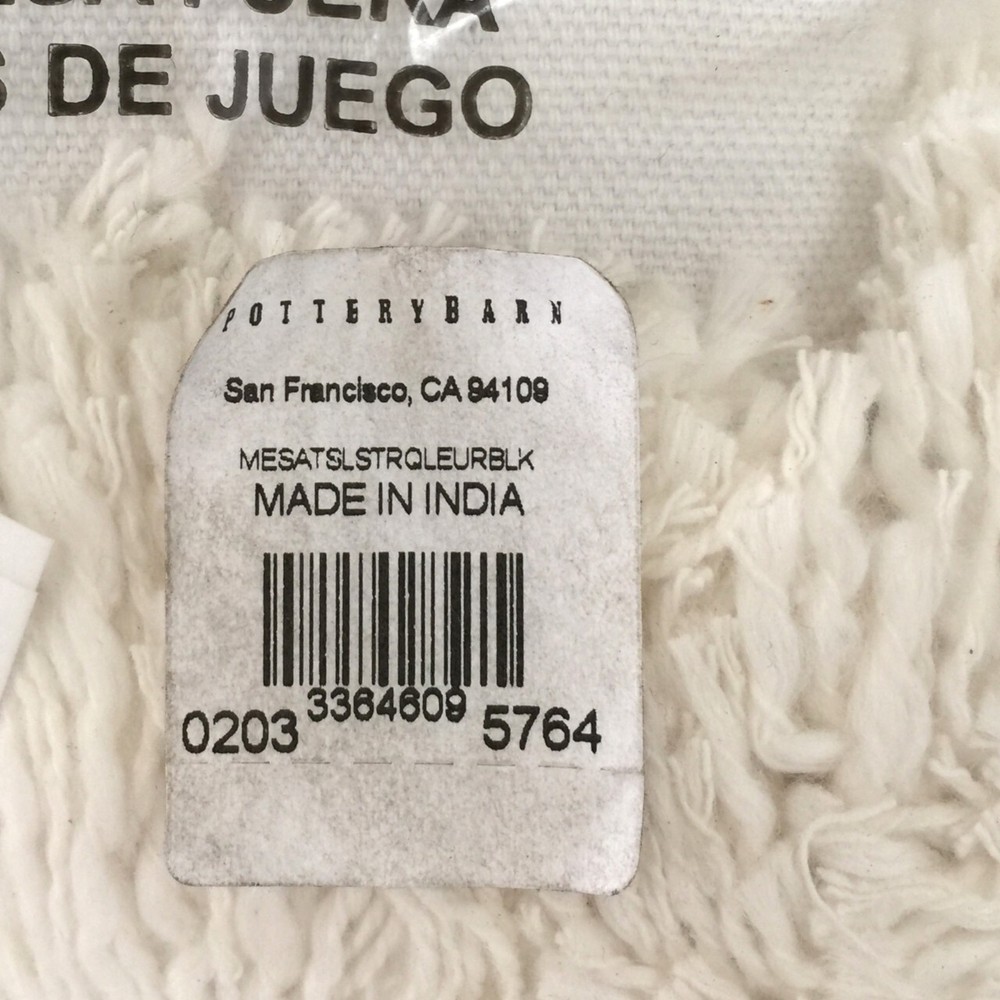 DE JUEGO
POTTERYBARN
San Francisco, CA 94109
MESATSLSTRQLEURBLK
MADE IN INDIA
3364609
0203 5764